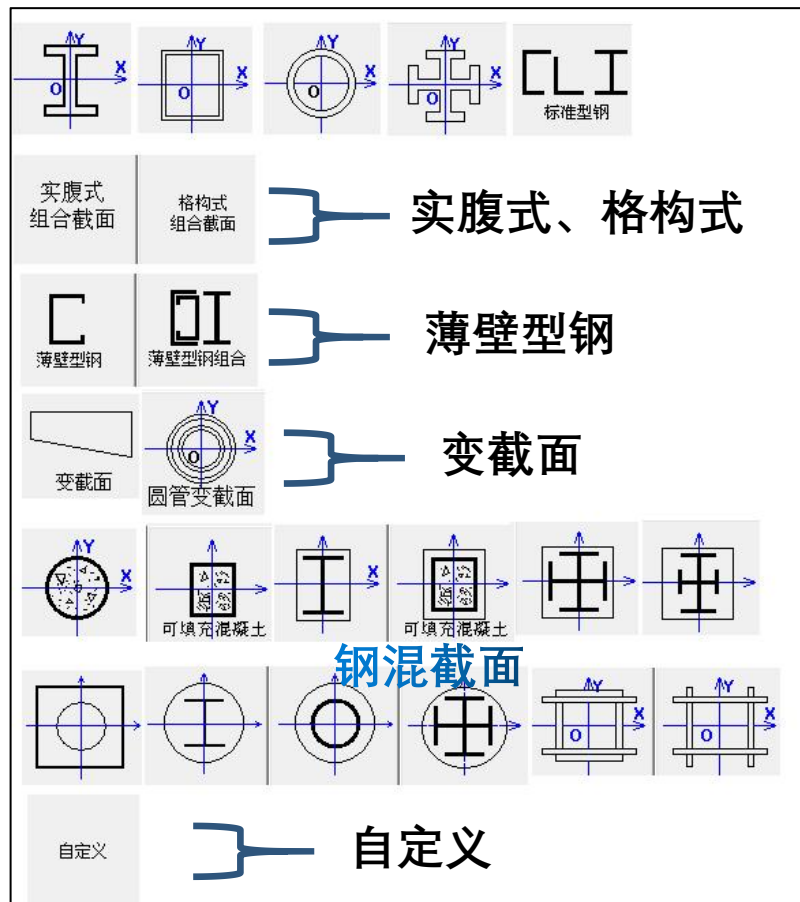 Y
X
O
Y
X
O
Y
X
O
Y
X
O
标准型钢
实腹式
组合截面
格构式
组合截面
实腹式、格构式
薄壁型钢
薄壁型钢组合
薄壁型钢
变截面
Y
X
O
圆管变截面
变截面
Y
X
可填充混凝土
X
可填充混凝土
钢混截面
Y
X
O
Y
X
O
自定义
自定义